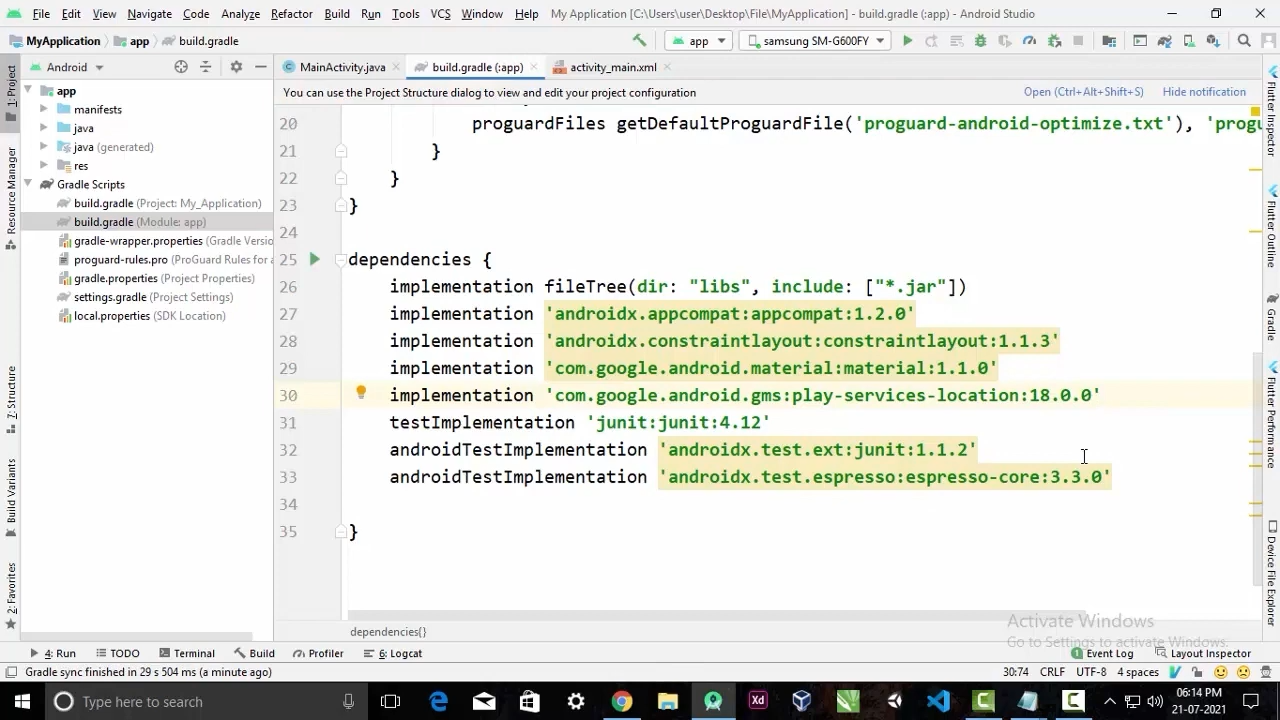 File Edit View Navigate Code Analyze Refactor Build Run Tools VCS Window Help My Application [C:\Users\user\Desktop\File\MyApplication] - build.gradle (:app) - Android Studio
MyApplication app build.gradle app samsung SM-G600FY
Android MainActivity.java build.gradle (:app) activity_main.xml
You can use the Project Structure dialog to view and edit your project configuration Open (Ctrl+Alt+Shift+S) Hide notification
1: Project
Resource Manager
7: Structure
Build Variants
2: Favorites
app
manifests
java
java (generated)
res
Gradle Scripts
build.gradle (Project: My_Application)
build.gradle (Module: app)
gradle-wrapper.properties (Gradle Versio
proguard-rules.pro (ProGuard Rules for a
gradle.properties (Project Properties)
settings.gradle (Project Settings)
local.properties (SDK Location)
20 proguardFiles getDefaultProguardFile('proguard-android-optimize.txt'), 'progu
21 }
22 }
23 }
24
25 dependencies {
26 implementation fileTree(dir: "libs", include: ["*.jar"])
27 implementation 'androidx.appcompat:appcompat:1.2.0'
28 implementation 'androidx.constraintlayout:constraintlayout:1.1.3'
29 implementation 'com.google.android.material:material:1.1.0'
30 implementation 'com.google.android.gms:play-services-location:18.0.0'
31 testImplementation 'junit:junit:4.12'
32 androidTestImplementation 'androidx.test.ext:junit:1.1.2'
33 androidTestImplementation 'androidx.test.espresso:espresso-core:3.3.0'
34
35 }
dependencies{}
Flutter Inspector
Flutter Outline
Gradle
Flutter Performance
Device File Explorer
Activate Windows
Go to Settings to activate Windows.
4: Run TODO Terminal Build Profiler 6: Logcat 1 Event Log Layout Inspector
Gradle sync finished in 29 s 504 ms (a minute ago) 30:74 CRLF UTF-8 4 spaces
Type here to search Xd 06:14 PM
21-07-2021